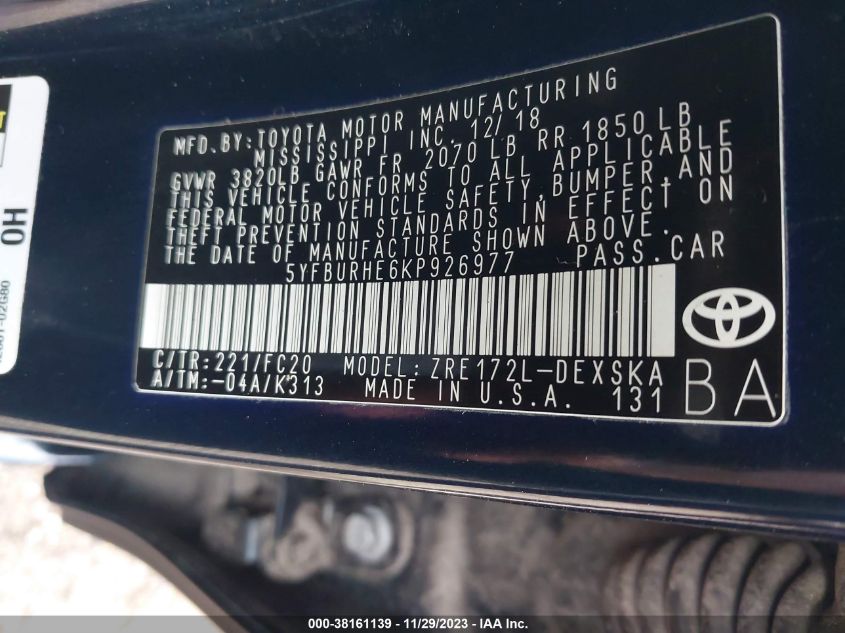 MFD. BY: TOYOTA MOTOR MANUFACTURING
MISSISSIPPI INC. 12/18
GVWR 3820LB GAWR FR 2070 LB RR 1850 LB
THIS VEHICLE CONFORMS TO ALL APPLICABLE
FEDERAL MOTOR VEHICLE SAFETY, BUMPER, AND
THEFT PREVENTION STANDARDS IN EFFECT ON
THE DATE OF MANUFACTURE SHOWN ABOVE.
5YFBURHE6KP926977 PASS. CAR
C/TR: 221/FC20 MODEL: ZRE172L-DEXSKA
A/TM: -04A/K313 MADE IN U.S.A. 131
BA
OH
000-38161139 - 11/29/2023 - IAA Inc.